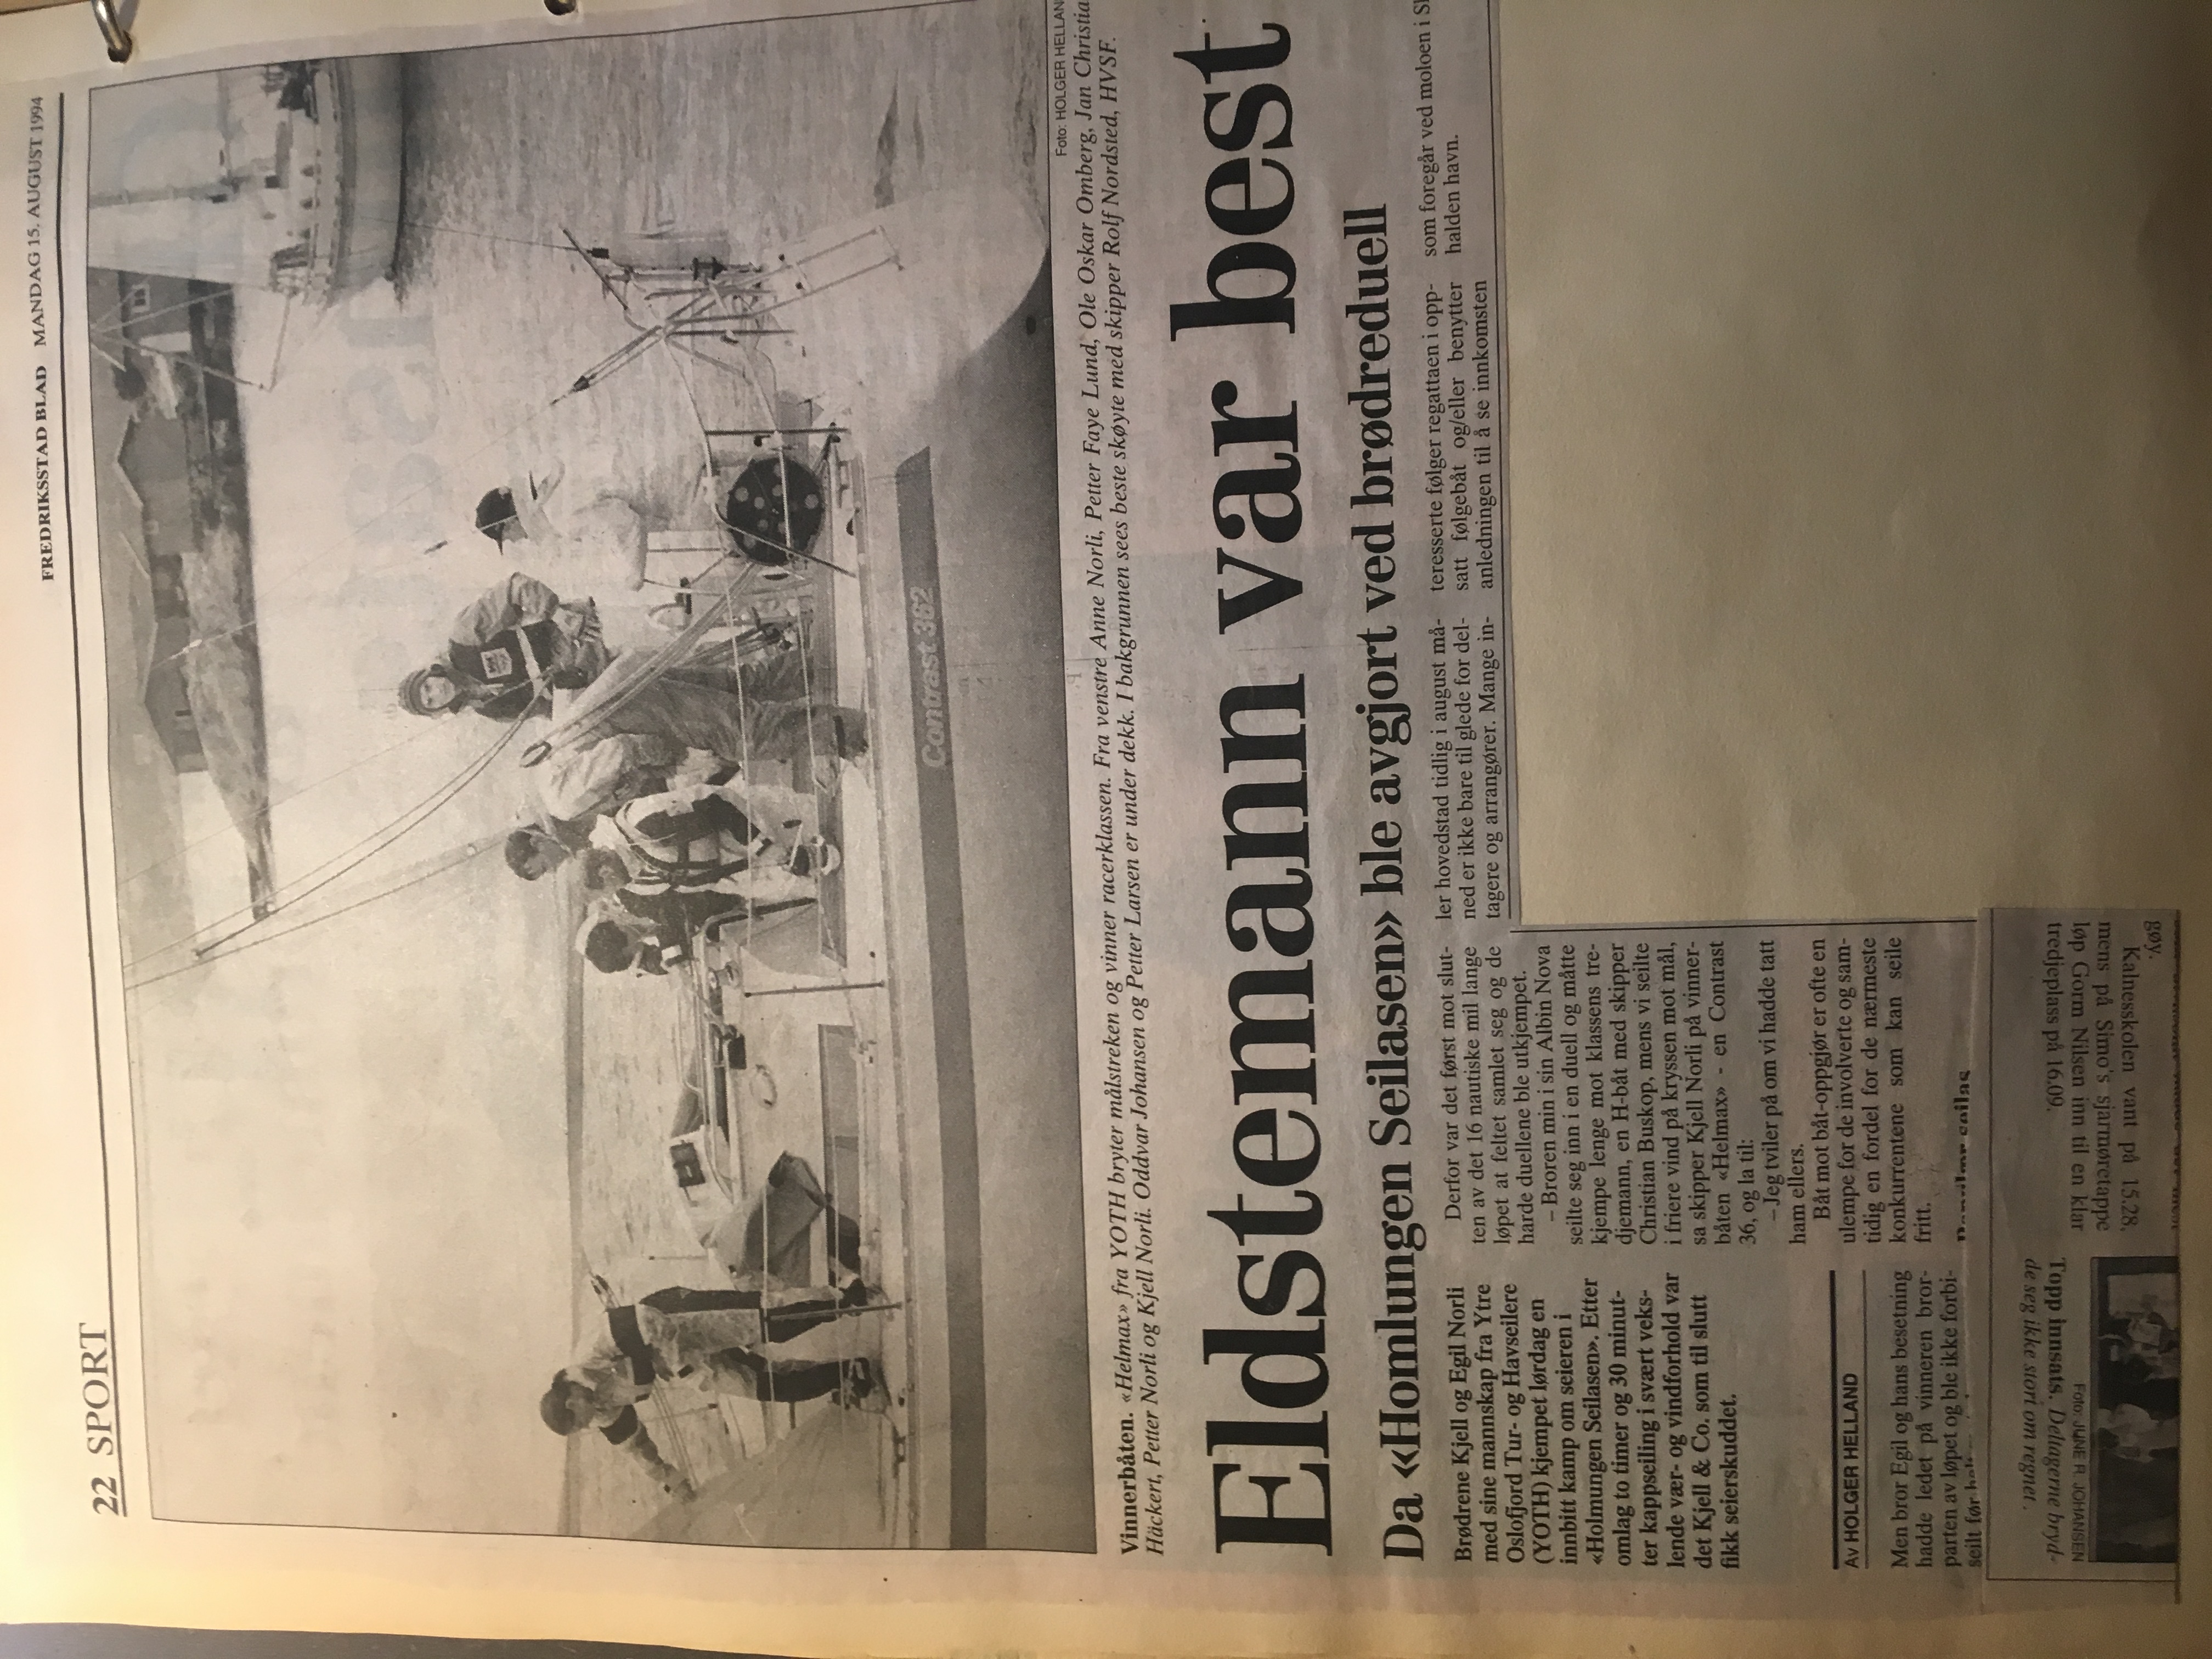 22 SPORT
FREDRIKSSTAD BLAD MANDAG 15. AUGUST 1994
Contrast 362
Foto: HOLGER HELLAN
Vinnerbåten. «Helmax» fra YOTH bryter målstreken og vinner racerklassen. Fra venstre Anne Norli, Petter Faye Lund, Ole Oskar Omberg, Jan Christia
Häckert, Petter Norli og Kjell Norli. Oddvar Johansen og Petter Larsen er under dekk. I bakgrunnen sees beste skøyte med skipper Rolf Nordsted, HVSF.
Eldstemann var best
Da «Homlungen Seilasen» ble avgjort ved brødreduell
Brødrene Kjell og Egil Norli
med sine mannskap fra Ytre
Oslofjord Tur- og Havseilere
(YOTH) kjempet lørdag en
innbitt kamp om seieren i
«Holmungen Seilasen». Etter
omlag to timer og 30 minut-
ter kappseiling i svært veks-
lende vær- og vindforhold var
det Kjell & Co. som til slutt
fikk seierskuddet.
Av HOLGER HELLAND
Men bror Egil og hans besetning
hadde ledet på vinneren bror-
parten av løpet og ble ikke forbi-
seilt før
Derfor var det først mot slut-
ten av det 16 nautiske mil lange
løpet at feltet samlet seg og de
harde duellene ble utkjempet.
– Broren min i sin Albin Nova
seilte seg inn i en duell og måtte
kjempe lenge mot klassens tre-
djemann, en H-båt med skipper
Christian Buskop, mens vi seilte
i friere vind på kryssen mot mål,
sa skipper Kjell Norli på vinner-
båten «Helmax» - en Contrast
36, og la til:
– Jeg tviler på om vi hadde tatt
ham ellers.
Båt mot båt-oppgjør er ofte en
ulempe for de involverte og sam-
tidig en fordel for de nærmeste
konkurrentene som kan seile
fritt.
ler hovedstad tidlig i august må-
ned er ikke bare til glede for del-
tagere og arrangører. Mange in-
teresserte følger regattaen i opp-
satt følgebåt og/eller benytter
anledningen til å se innkomsten
som foregår ved moloen i Sk
halden havn.
Foto: JUNE R. JOHANSEN
Topp innsats. Deltagerne bryd-
de seg ikke stort om regnet.
gøy.
Kalnesskolen vant på 15.28,
mens på Simo's sjarmøretappe
løp Gorm Nilsen inn til en klar
tredjeplass på 16.09.